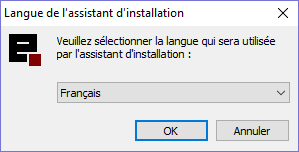 Langue de l'assistant d'installation
Veuillez sélectionner la langue qui sera utilisée
par l'assistant d'installation :
Français
OK
Annuler